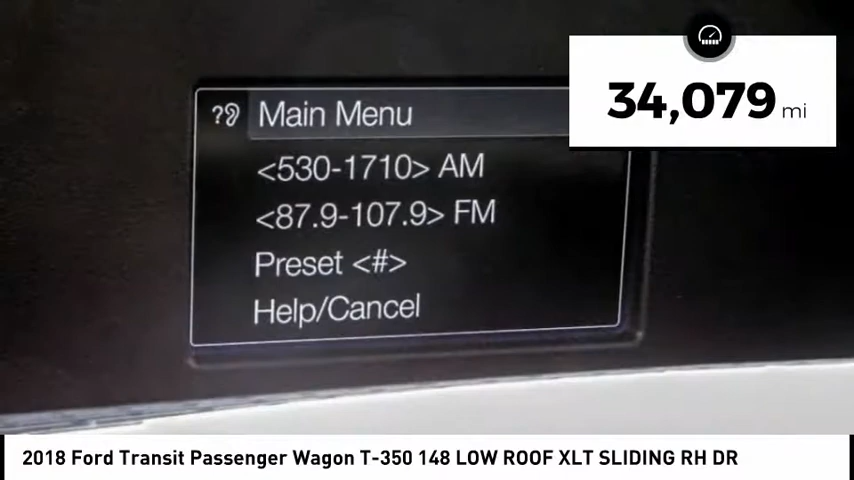 34,079 mi
?
Main Menu
<530-1710> AM
<87.9-107.9> FM
Preset <#>
Help/Cancel
2018 Ford Transit Passenger Wagon T-350 148 LOW ROOF XLT SLIDING RH DR